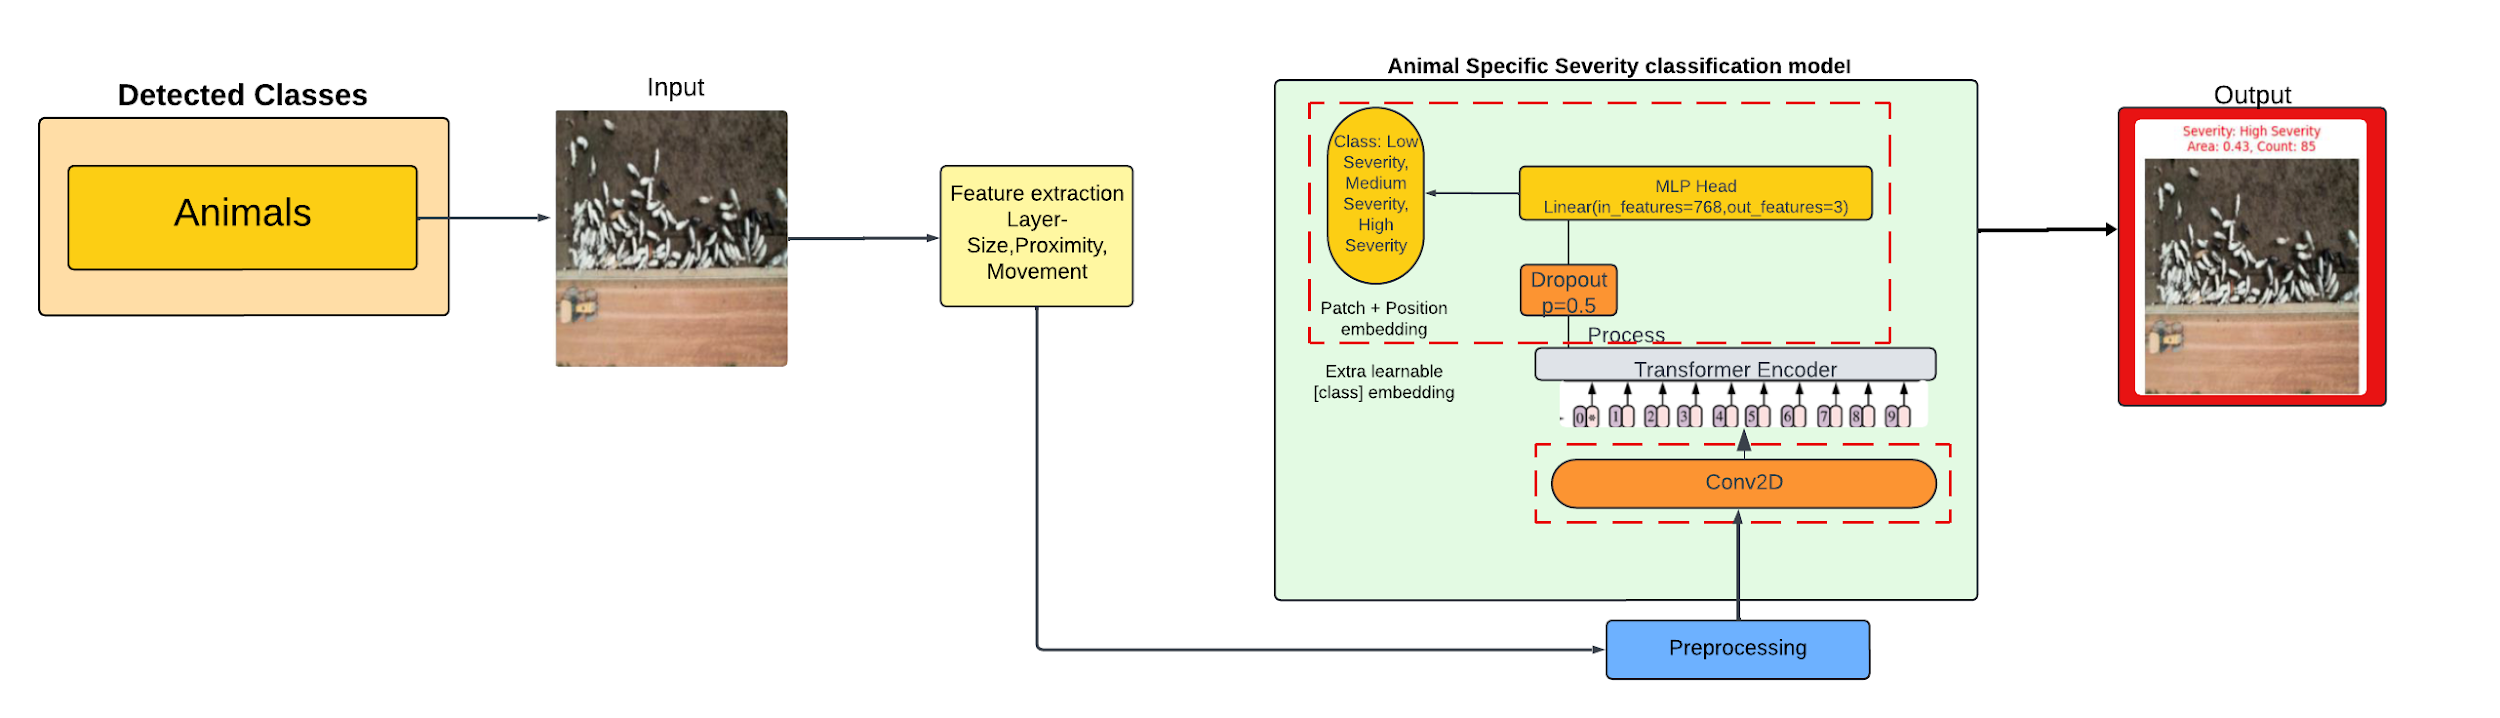 Detected Classes
Animals
Input
Feature extraction
Layer-
Size,Proximity,
Movement
Animal Specific Severity classification model
Class: Low
Severity,
Medium
Severity,
High
Severity
MLP Head
Linear(in_features=768,out_features=3)
Dropout
p=0.5
Patch + Position
embedding
Process
Extra learnable
[class] embedding
Transformer Encoder
0 * 1 2 3 4 5 6 7 8 9
Conv2D
Preprocessing
Output
Severity: High Severity
Area: 0.43, Count: 85